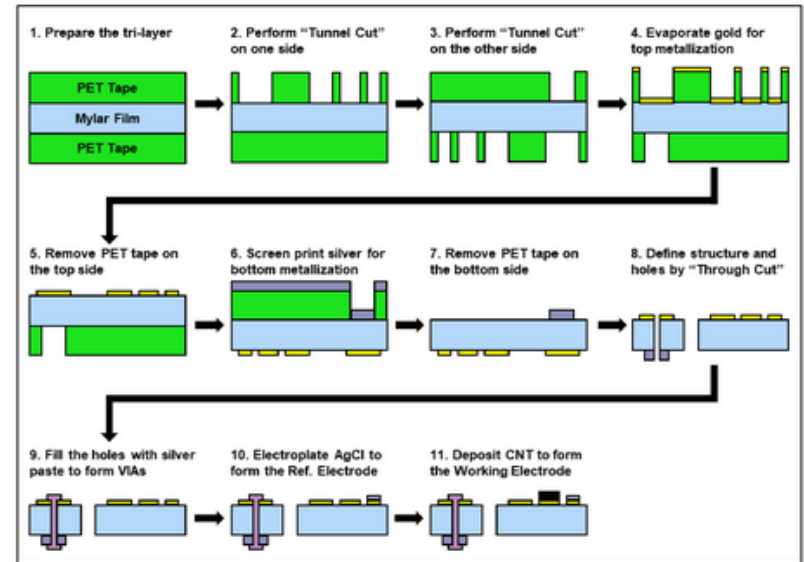 1. Prepare the tri-layer
PET Tape
Mylar Film
PET Tape
2. Perform "Tunnel Cut"
on one side
3. Perform "Tunnel Cut"
on the other side
4. Evaporate gold for
top metallization
5. Remove PET tape on
the top side
6. Screen print silver for
bottom metallization
7. Remove PET tape on
the bottom side
8. Define structure and
holes by "Through Cut"
9. Fill the holes with silver
paste to form VIAs
10. Electroplate AgCl to
form the Ref. Electrode
11. Deposit CNT to form
the Working Electrode